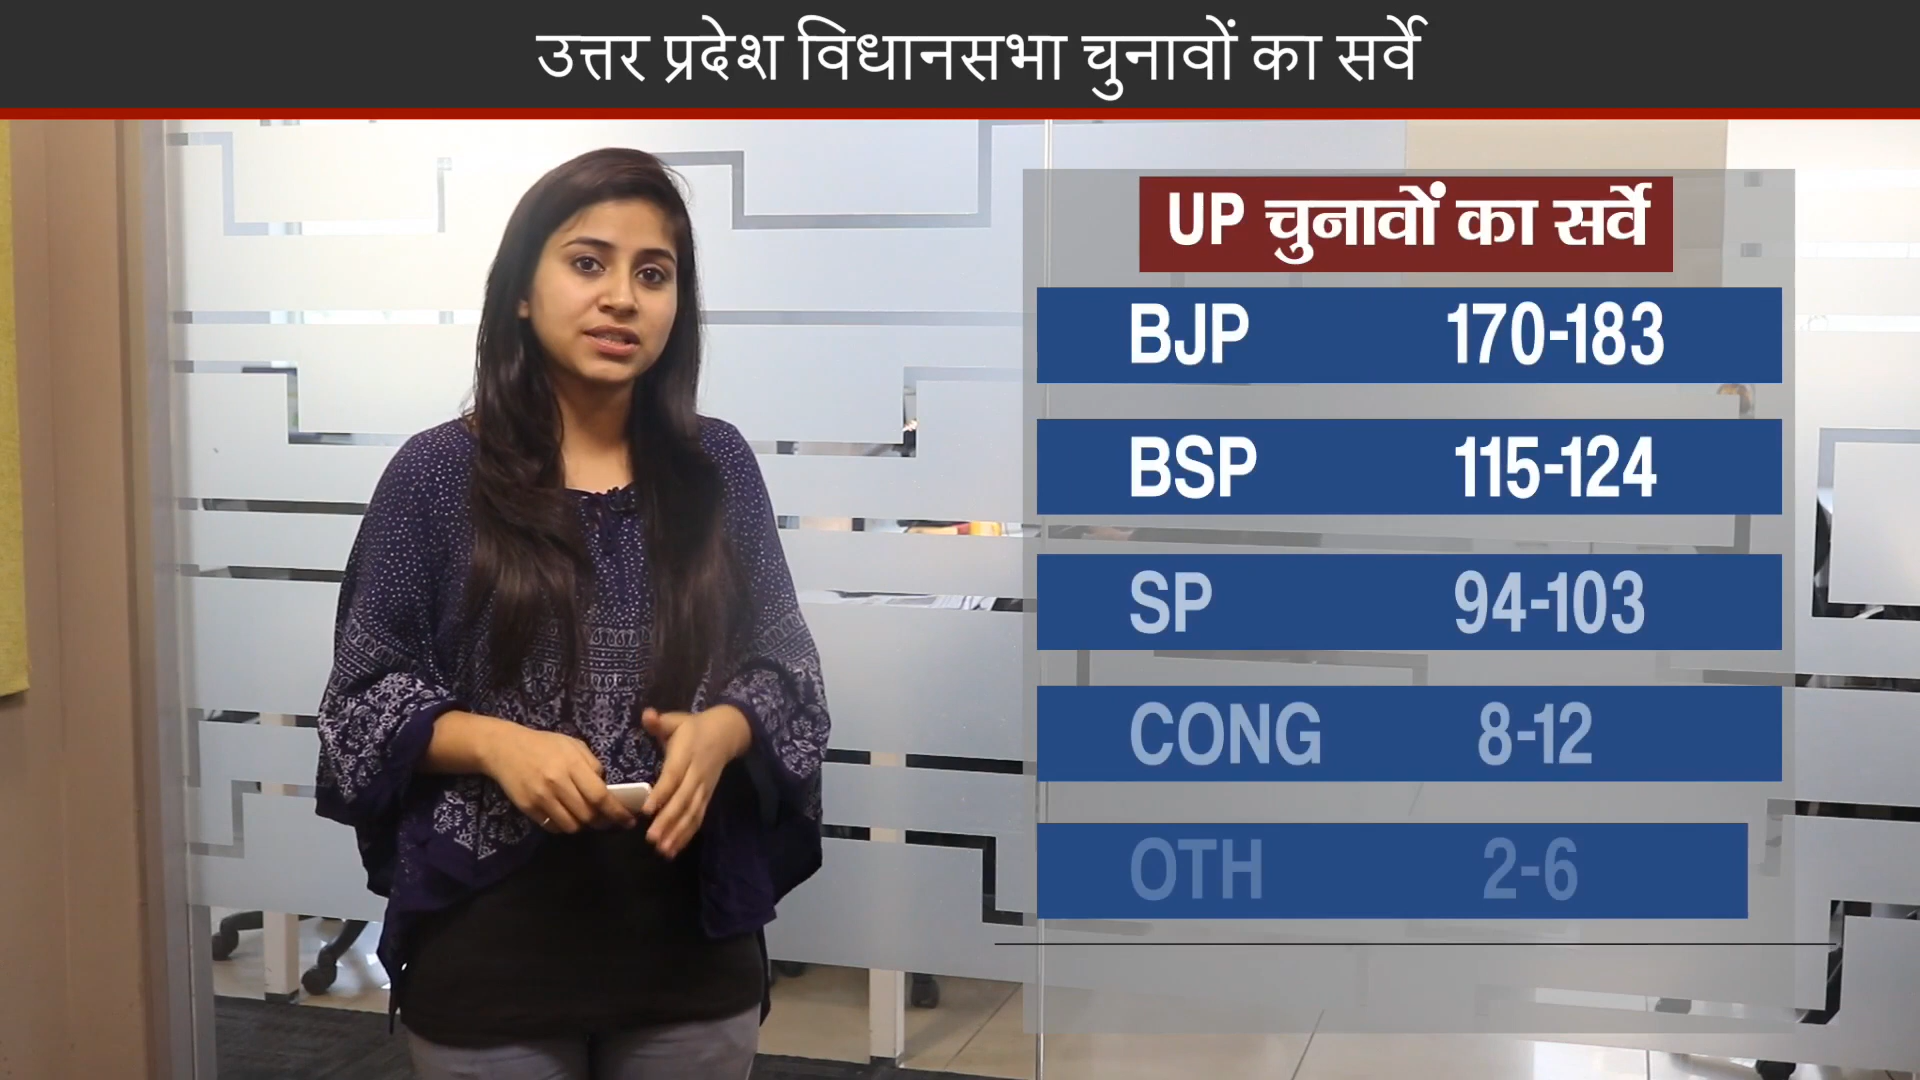 उत्तर प्रदेश विधानसभा चुनावों का सर्वे
UP चुनावों का सर्वे
BJP 170-183
BSP 115-124
SP 94-103
CONG 8-12
OTH 2-6